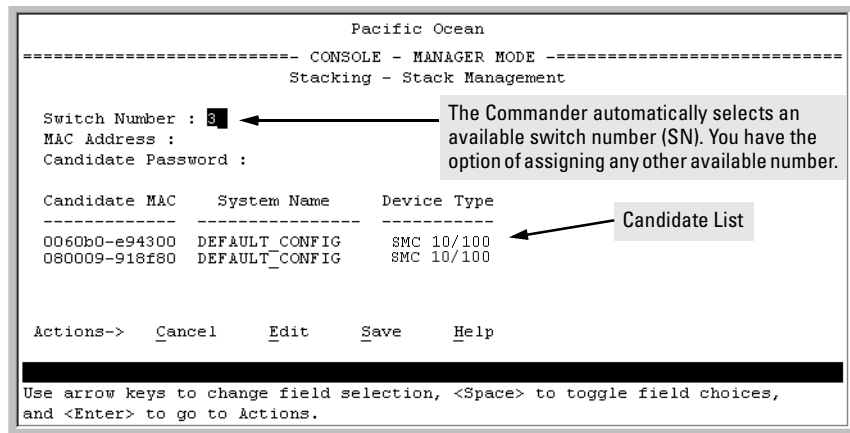 Pacific Ocean
==========================- CONSOLE - MANAGER MODE -============================
Stacking - Stack Management
Switch Number : 3
The Commander automatically selects an
available switch number (SN). You have the
option of assigning any other available number.
MAC Address :
Candidate Password :
Candidate MAC System Name Device Type
------------- ---------------- -----------
Candidate List
0060b0-e94300 DEFAULT_CONFIG SMC 10/100
080009-918f80 DEFAULT_CONFIG SMC 10/100
Actions-> Cancel Edit Save Help
Use arrow keys to change field selection, <Space> to toggle field choices,
and <Enter> to go to Actions.